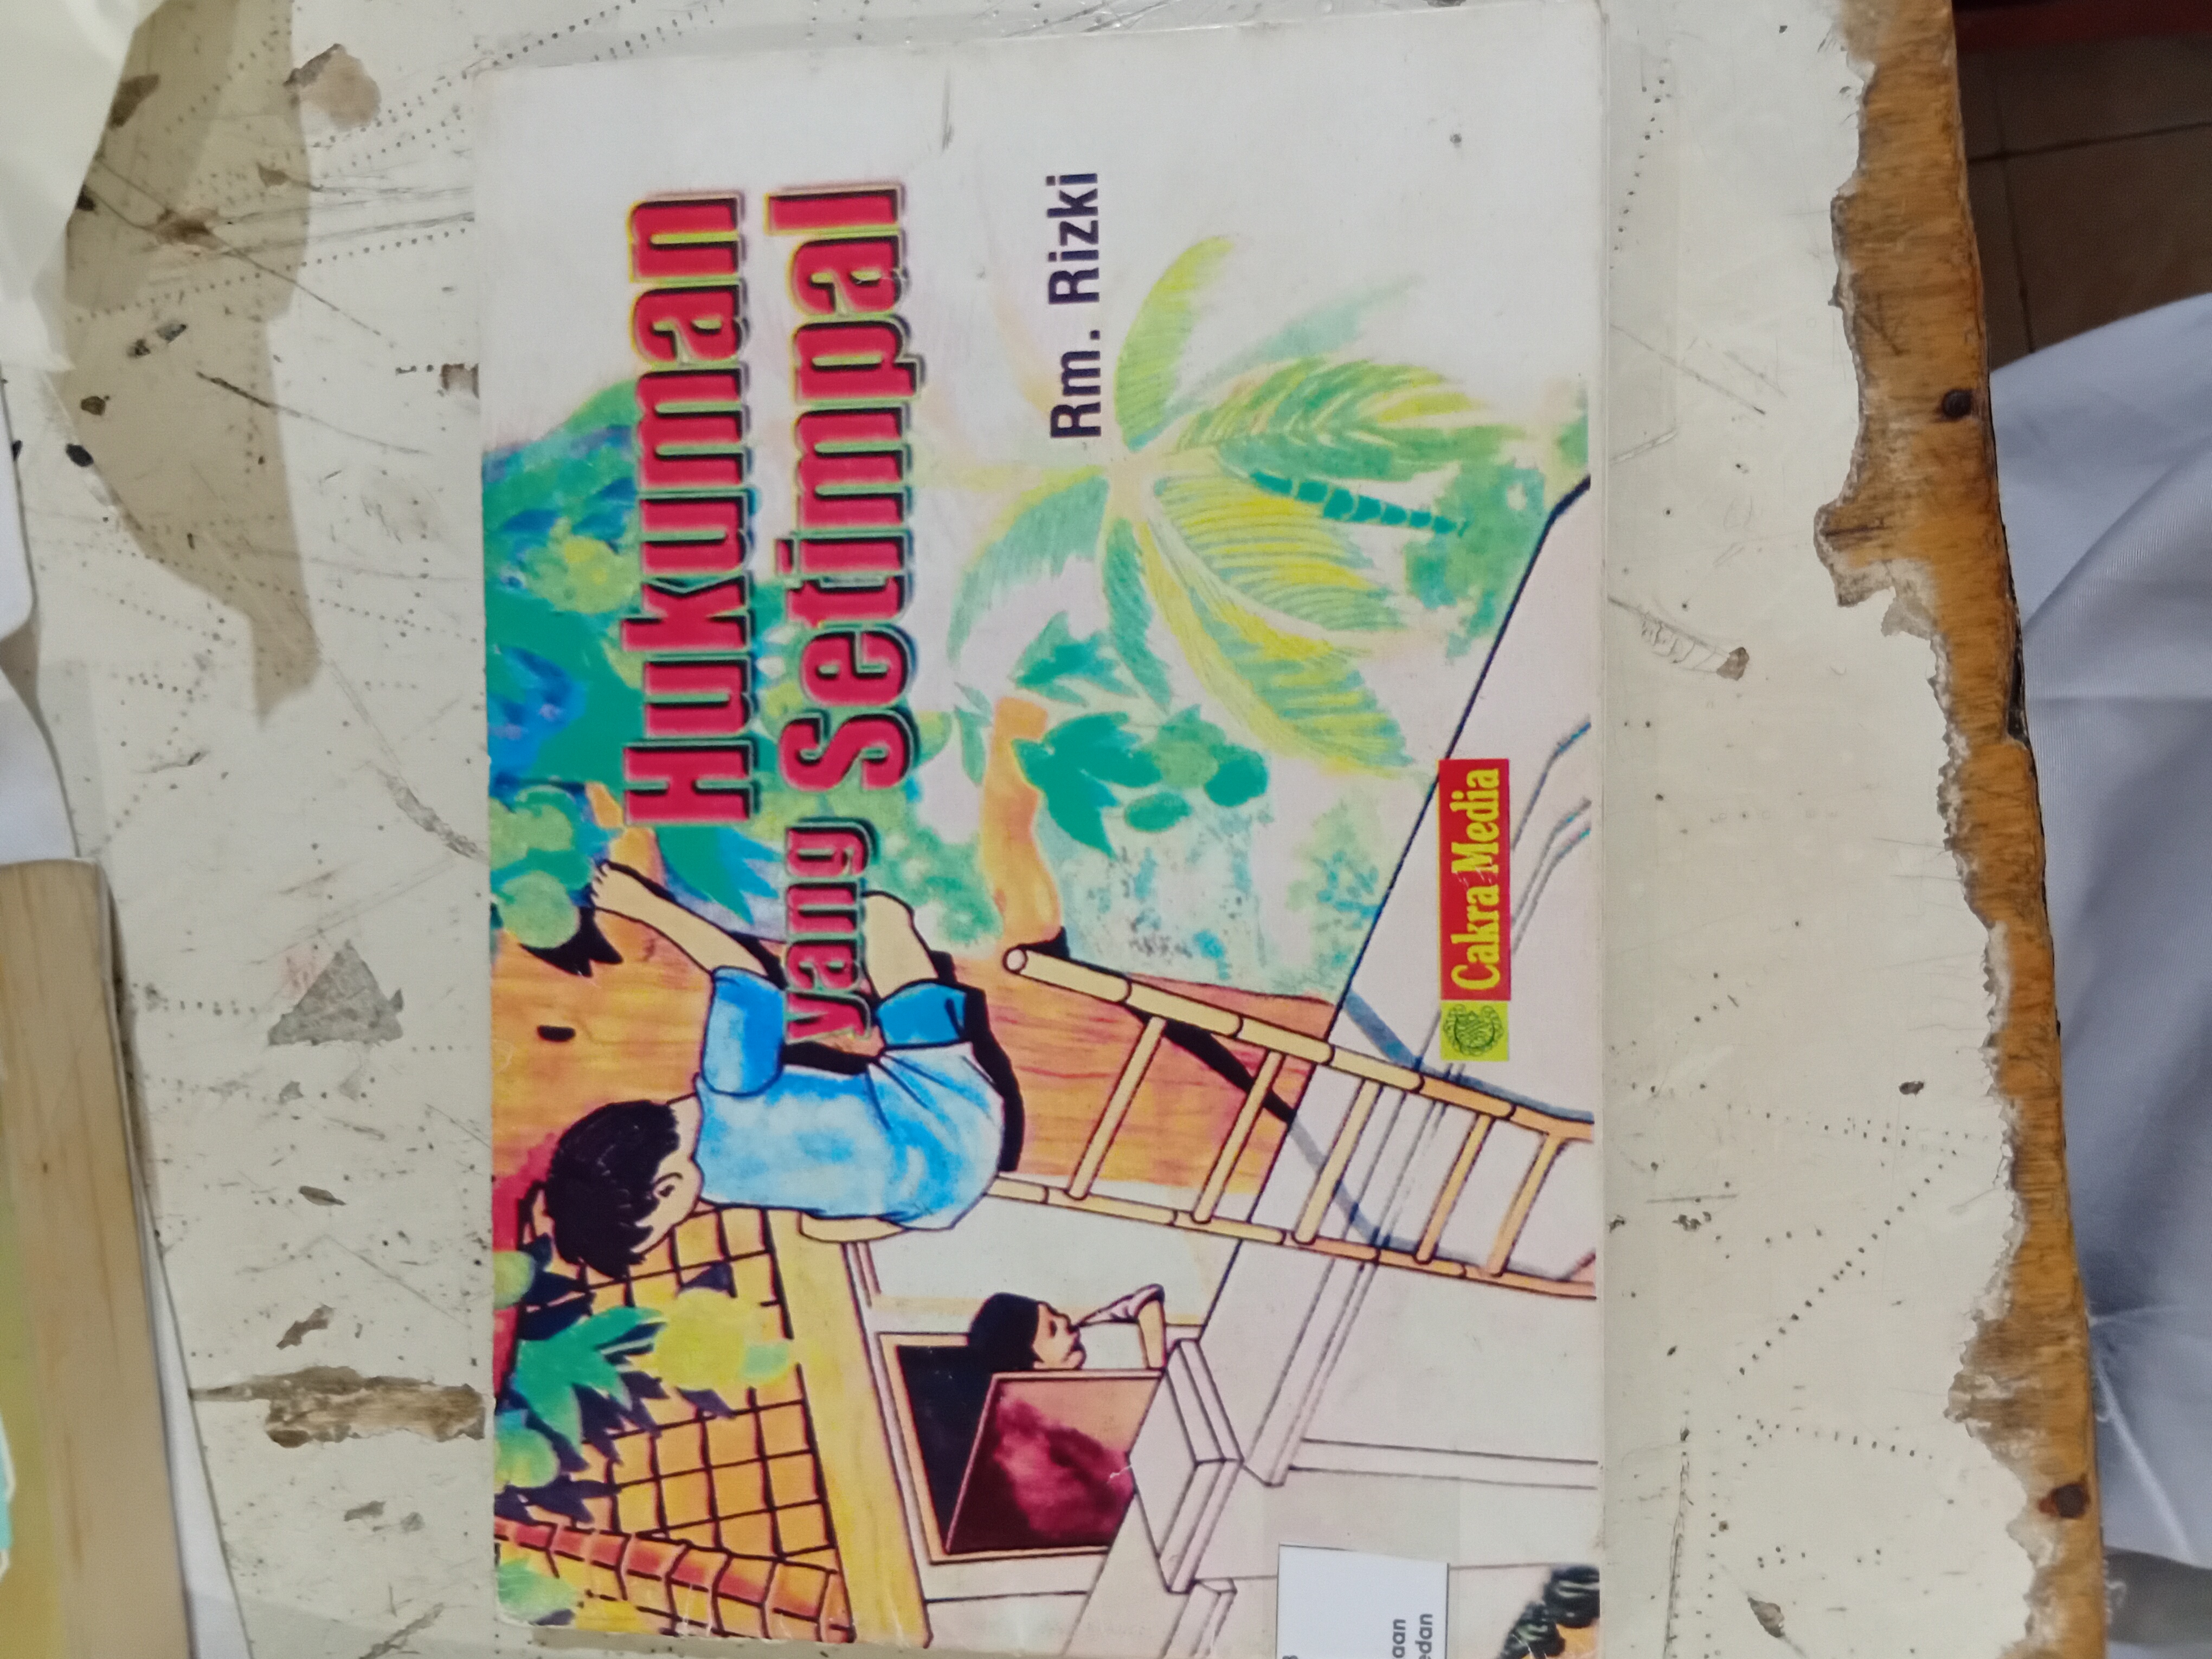 Hukuman
yang Setimpal
Rm. Rizki
Cakra Media